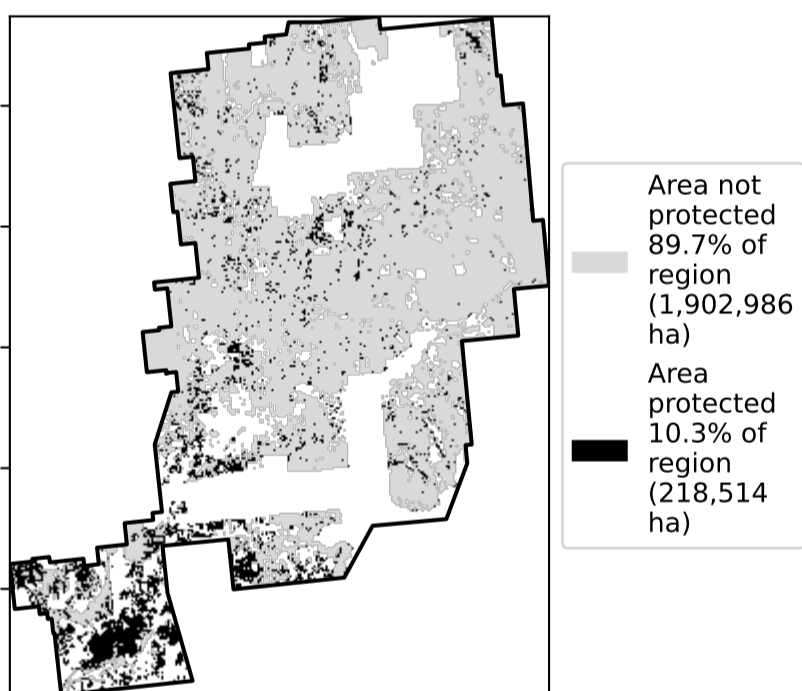 Area not
protected
89.7% of
region
(1,902,986
ha)
Area
protected
10.3% of
region
(218,514
ha)